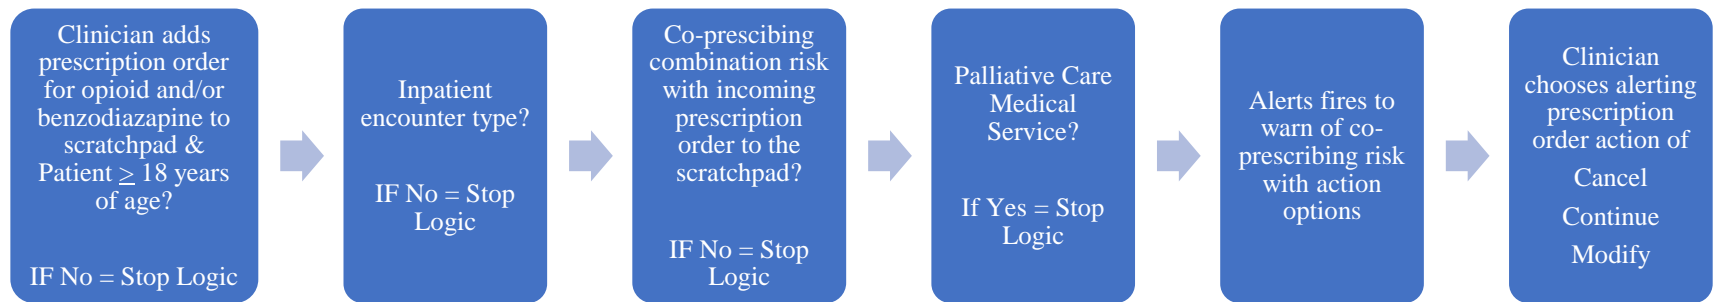 Clinician adds
prescription order
for opioid and/or
benzodiazapine to
scratchpad &
Patient ≥ 18 years
of age?
IF No = Stop Logic
Inpatient
encounter type?
IF No = Stop
Logic
Co-prescibing
combination risk
with incoming
prescription
order to the
scratchpad?
IF No = Stop
Logic
Palliative Care
Medical
Service?
If Yes = Stop
Logic
Alerts fires to
warn of co-
prescribing risk
with action
options
Clinician
chooses alerting
prescription
order action of
Cancel
Continue
Modify